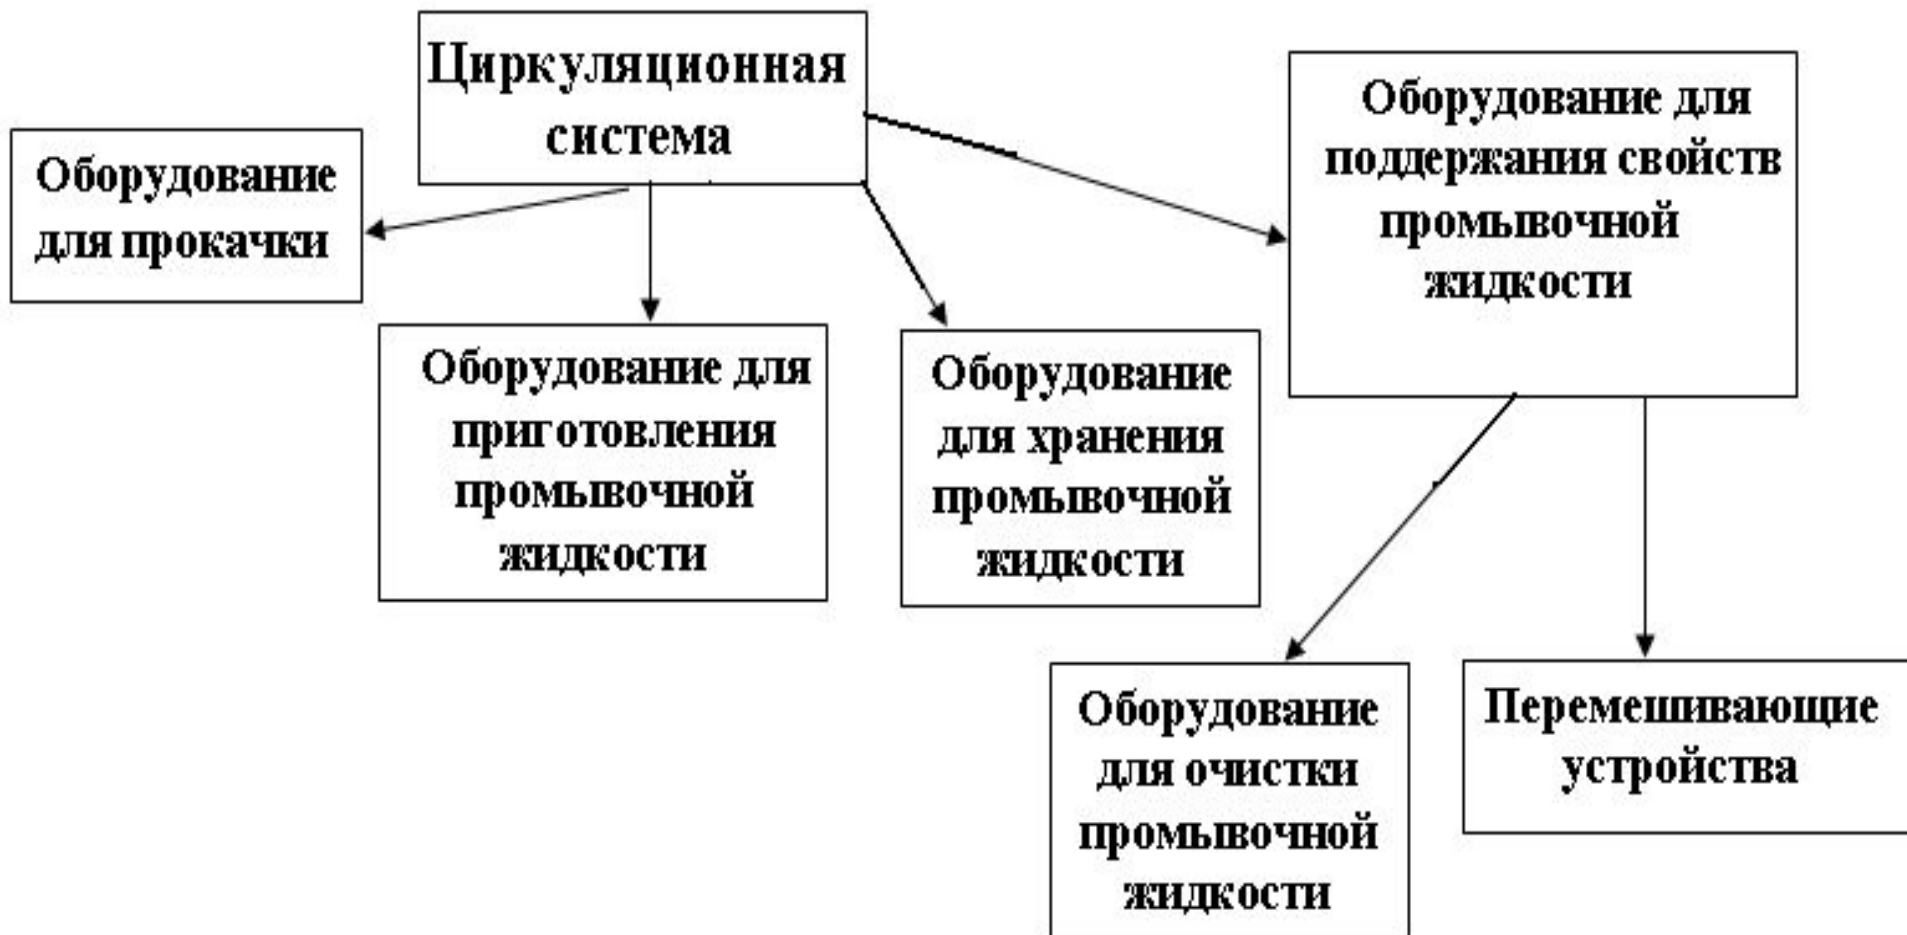 Циркуляционная
система
Оборудование
для прокачки
Оборудование для
приготовления
промывочной
жидкости
Оборудование
для хранения
промывочной
жидкости
Оборудование для
поддержания свойств
промывочной
жидкости
Оборудование
для очистки
промывочной
жидкости
Перемешивающие
устройства